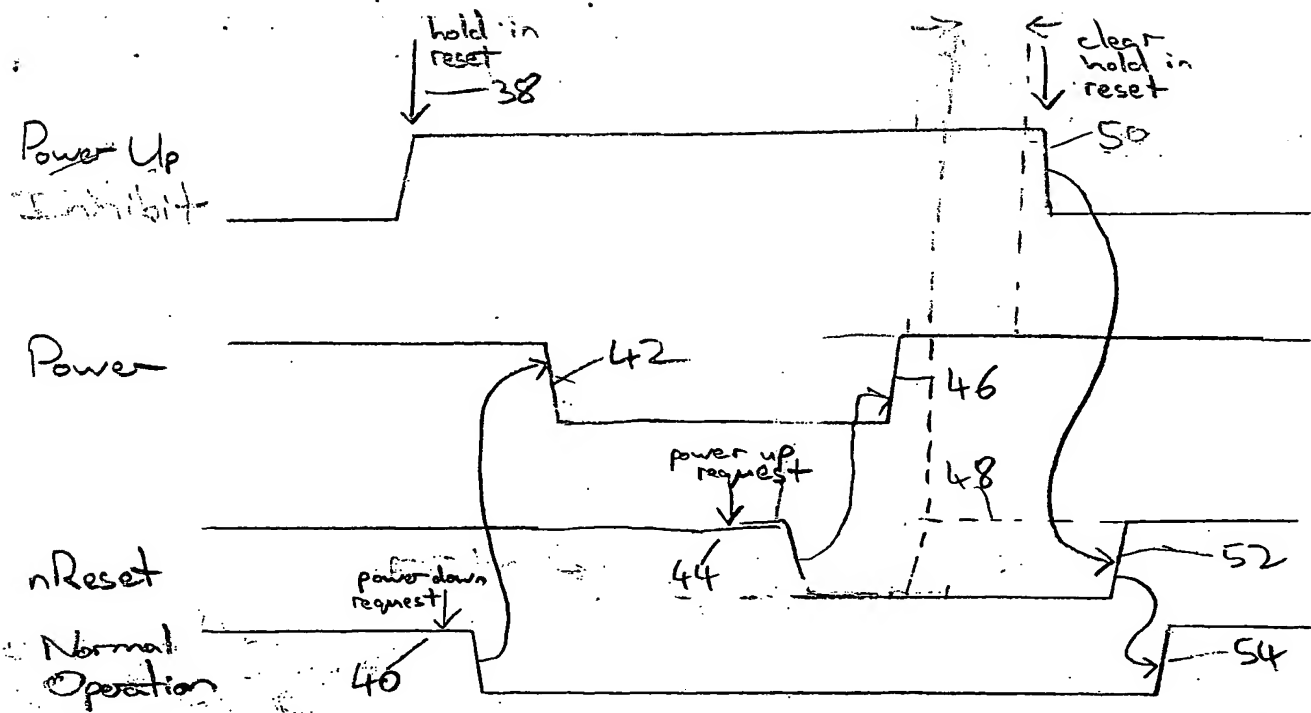 hold in
reset
38
clear
hold in
reset
Power Up
Inhibit
50
Power
42
46
power up
request
48
nReset
44
52
power down
request
Normal
Operation
40
54